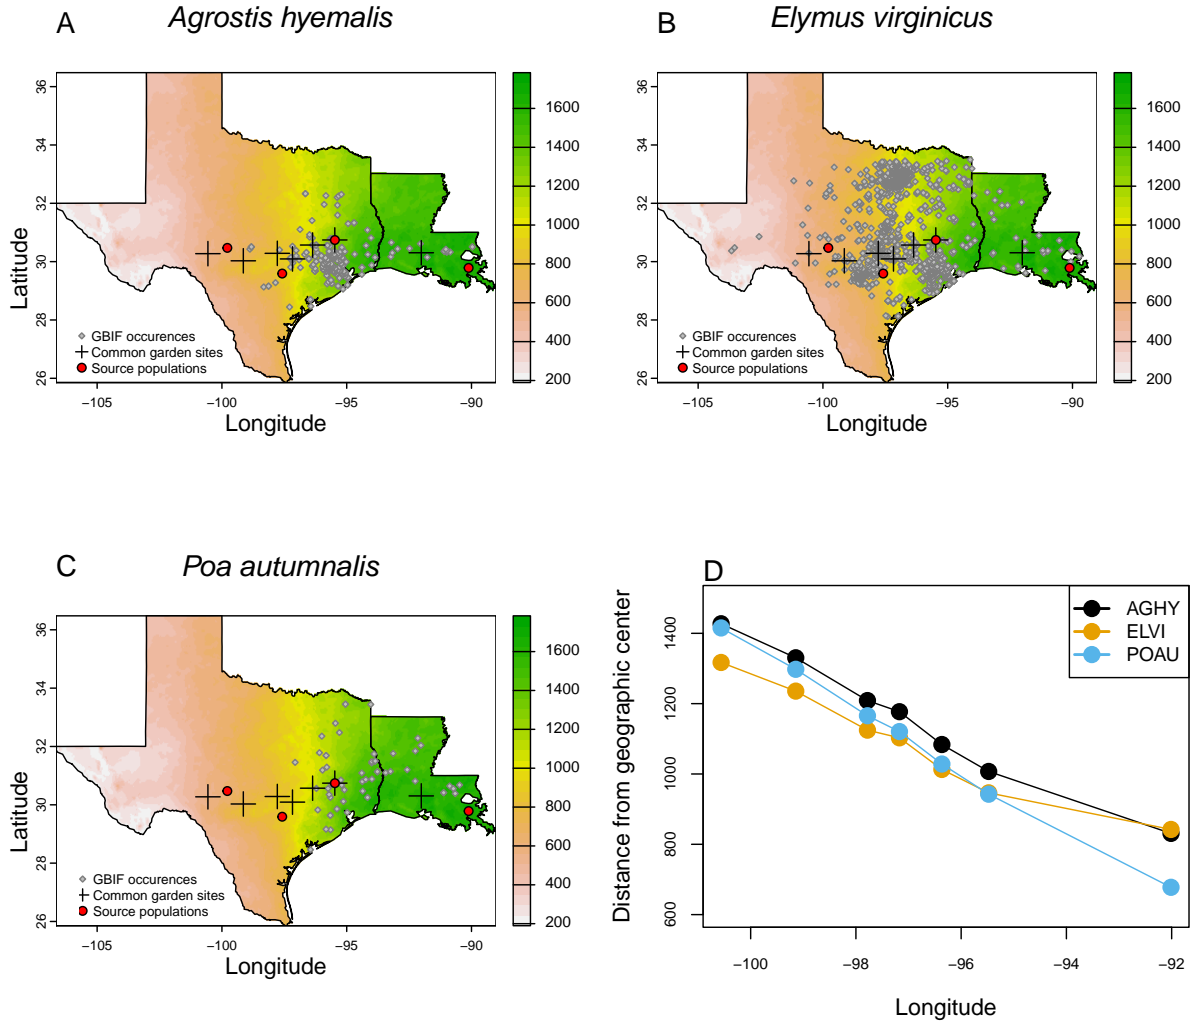 A
Agrostis hyemalis
36
34
32
30
28
26
Latitude
GBIF occurences
Common garden sites
Source populations
−105
−100
−95
−90
Longitude
1600
1400
1200
1000
800
600
400
200
B
Elymus virginicus
36
34
32
30
28
26
Latitude
GBIF occurences
Common garden sites
Source populations
−105
−100
−95
−90
Longitude
1600
1400
1200
1000
800
600
400
200
C
Poa autumnalis
36
34
32
30
28
26
Latitude
GBIF occurences
Common garden sites
Source populations
−105
−100
−95
−90
Longitude
1600
1400
1200
1000
800
600
400
200
D
AGHY
ELVI
POAU
Distance from geographic center
1400
1200
1000
800
600
−100
−98
−96
−94
−92
Longitude